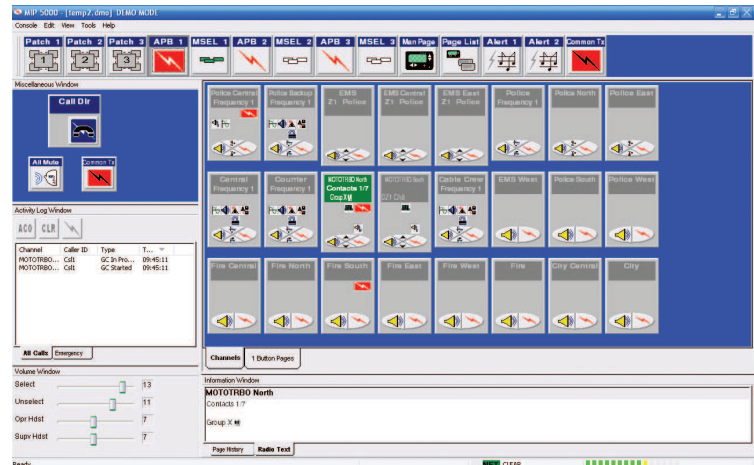 MIP 5000 - [temp2.dmo] DEMO MODE
Console Edit View Tools Help
Patch 1 Patch 2 Patch 3 APB 1 MSEL 1 APB 2 MSEL 2 APB 3 MSEL 3 Man Page Page List Alert 1 Alert 2 Common Tx
1 2 3
Miscellaneous Window
Call Dir
All Mute Common Tx
Activity Log Window
ACO CLR
Channel Caller ID Type T...
MOTOTRBO... Csl1 GC In Pro... 09:45:11
MOTOTRBO... Csl1 GC Started 09:45:11
All Calls Emergency
Volume Window
Select 13
Unselect 11
Opr Hdst 7
Supv Hdst 7
Police Central Police Backup EMS EMS Central EMS East Police Police North Police East
Frequency 1 Frequency 1 Z1 Police Z1 Police Z1 Police Frequency 1
Central Counter MOTOTRBO North MOTOTRBO Sum Cable Crew EMS West Police South Police West
Frequency 1 Frequency 1 Contacts 1/7 Frequency 1
Group X M
Fire Central Fire North Fire South Fire East Fire West Fire City Central City
Channels 1 Button Pages
Information Window
MOTOTRBO North
Contacts 1/7
Group X M
Page History Radio Text
Ready NET CLEAR